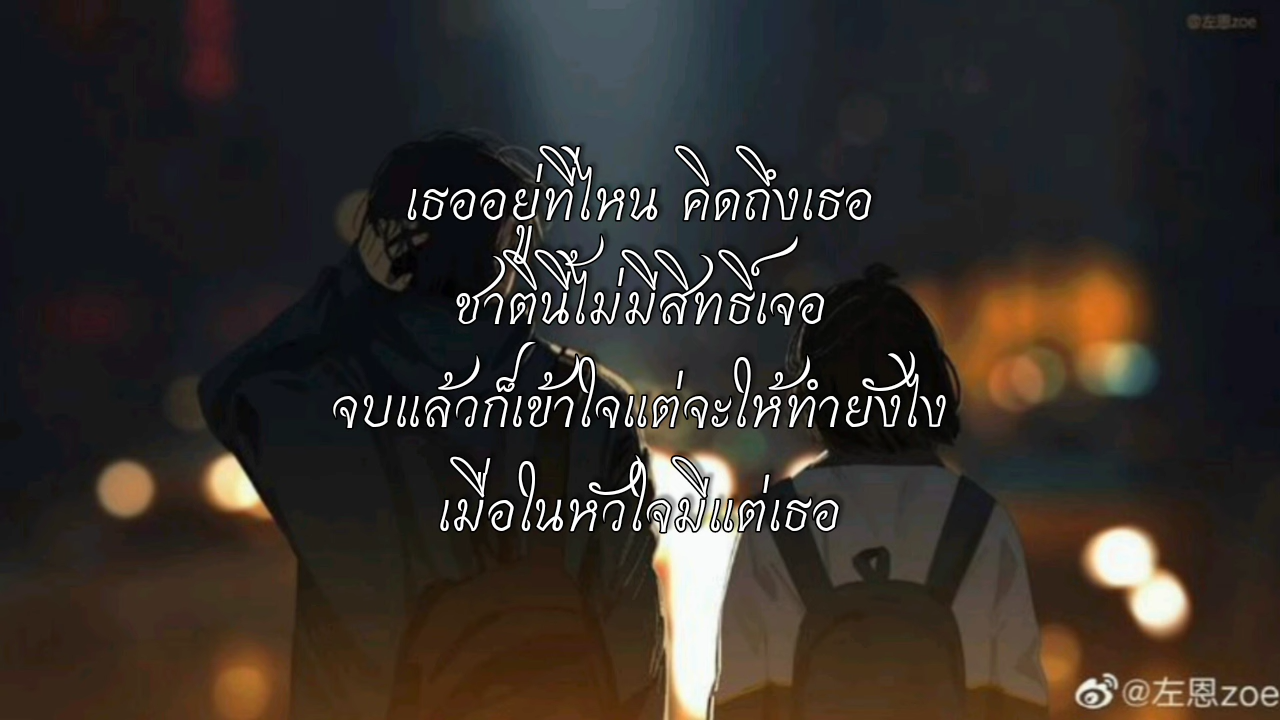 @左恩zoe
เธออยู่ที่ไหน คิดถึงเธอ
ชาตินี้ไม่มีสิทธิ์เจอ
จบแล้วก็เข้าใจแต่จะให้ทำยังไง
เมื่อในหัวใจมีแต่เธอ
@左恩zoe